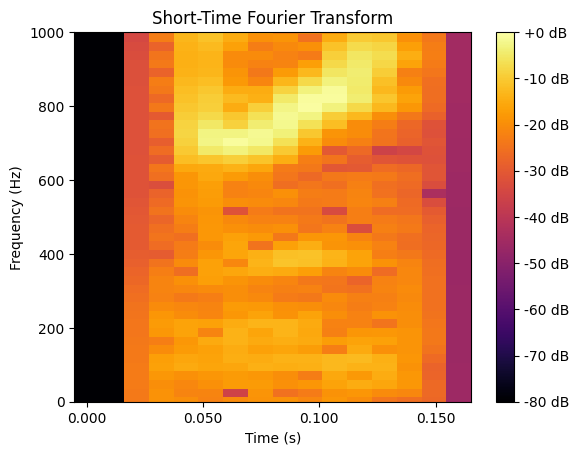 Short-Time Fourier Transform
Frequency (Hz)
1000
800
600
400
200
0
0.000 0.050 0.100 0.150
Time (s)
+0 dB
-10 dB
-20 dB
-30 dB
-40 dB
-50 dB
-60 dB
-70 dB
-80 dB